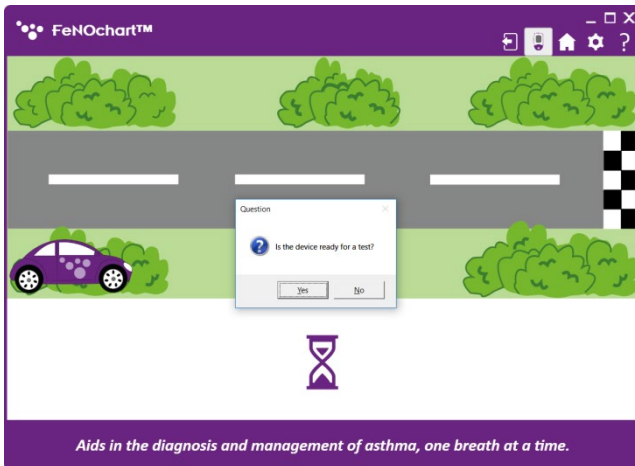 FeNOchart™
?
Question
Is the device ready for a test?
Yes No
Aids in the diagnosis and management of asthma, one breath at a time.